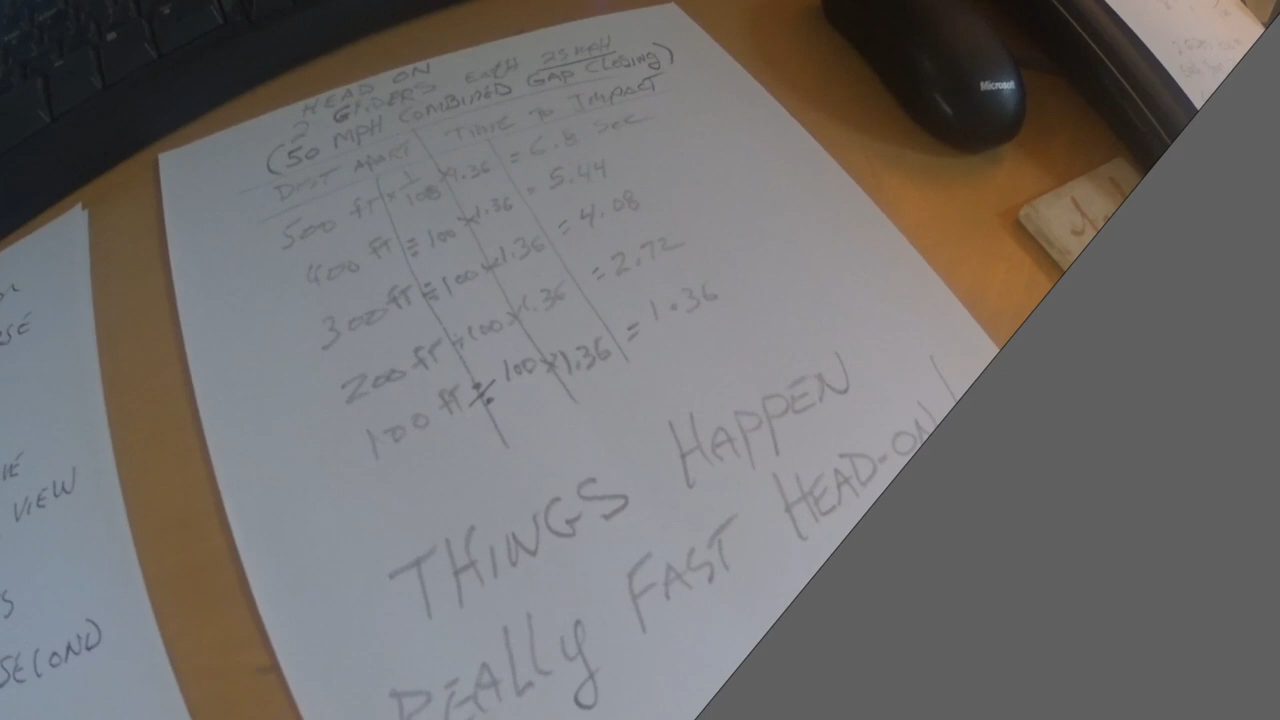 HEAD ON
2 GLIDERS EACH 25 MPH
(50 MPH COMBINED GAP CLOSING)
DIST APART TIME TO IMPACT
500 ft × 1/100 × 1.36 = 6.8 Sec
400 ft ÷ 100 × 1.36 = 5.44
300 ft ÷ 100 × 1.36 = 4.08
200 ft ÷ 100 × 1.36 = 2.72
100 ft ÷ 100 × 1.36 = 1.36
THINGS HAPPEN
REALLY FAST HEAD-ON!
VIEW
SECOND
Microsoft